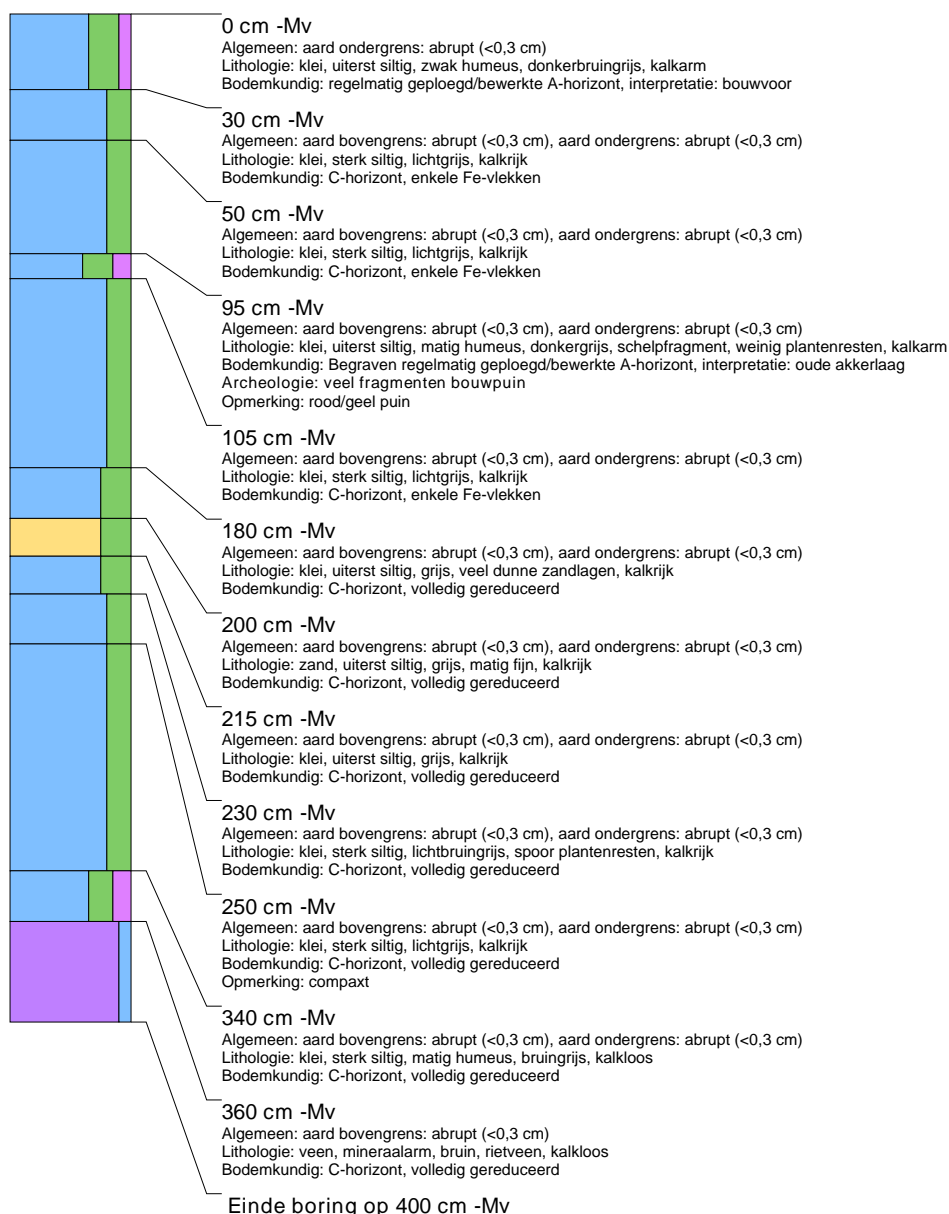 0 cm -Mv
Algemeen: aard ondergrens: abrupt (<0,3 cm)
Lithologie: klei, uiterst siltig, zwak humeus, donkerbruingrijs, kalkarm
Bodemkundig: regelmatig geploegd/bewerkte A-horizont, interpretatie: bouwvoor
30 cm -Mv
Algemeen: aard bovengrens: abrupt (<0,3 cm), aard ondergrens: abrupt (<0,3 cm)
Lithologie: klei, sterk siltig, lichtgrijs, kalkrijk
Bodemkundig: C-horizont, enkele Fe-vlekken
50 cm -Mv
Algemeen: aard bovengrens: abrupt (<0,3 cm), aard ondergrens: abrupt (<0,3 cm)
Lithologie: klei, sterk siltig, lichtgrijs, kalkrijk
Bodemkundig: C-horizont, enkele Fe-vlekken
95 cm -Mv
Algemeen: aard bovengrens: abrupt (<0,3 cm), aard ondergrens: abrupt (<0,3 cm)
Lithologie: klei, uiterst siltig, matig humeus, donkergrijs, schelpfragment, weinig plantenresten, kalkarm
Bodemkundig: Begraven regelmatig geploegd/bewerkte A-horizont, interpretatie: oude akkerlaag
Archeologie: veel fragmenten bouwpuin
Opmerking: rood/geel puin
105 cm -Mv
Algemeen: aard bovengrens: abrupt (<0,3 cm), aard ondergrens: abrupt (<0,3 cm)
Lithologie: klei, sterk siltig, lichtgrijs, kalkrijk
Bodemkundig: C-horizont, enkele Fe-vlekken
180 cm -Mv
Algemeen: aard bovengrens: abrupt (<0,3 cm), aard ondergrens: abrupt (<0,3 cm)
Lithologie: klei, uiterst siltig, grijs, veel dunne zandlagen, kalkrijk
Bodemkundig: C-horizont, volledig gereduceerd
200 cm -Mv
Algemeen: aard bovengrens: abrupt (<0,3 cm), aard ondergrens: abrupt (<0,3 cm)
Lithologie: zand, uiterst siltig, grijs, matig fijn, kalkrijk
Bodemkundig: C-horizont, volledig gereduceerd
215 cm -Mv
Algemeen: aard bovengrens: abrupt (<0,3 cm), aard ondergrens: abrupt (<0,3 cm)
Lithologie: klei, uiterst siltig, grijs, kalkrijk
Bodemkundig: C-horizont, volledig gereduceerd
230 cm -Mv
Algemeen: aard bovengrens: abrupt (<0,3 cm), aard ondergrens: abrupt (<0,3 cm)
Lithologie: klei, sterk siltig, lichtbruingrijs, spoor plantenresten, kalkrijk
Bodemkundig: C-horizont, volledig gereduceerd
250 cm -Mv
Algemeen: aard bovengrens: abrupt (<0,3 cm), aard ondergrens: abrupt (<0,3 cm)
Lithologie: klei, sterk siltig, lichtgrijs, kalkrijk
Bodemkundig: C-horizont, volledig gereduceerd
Opmerking: compaxt
340 cm -Mv
Algemeen: aard bovengrens: abrupt (<0,3 cm), aard ondergrens: abrupt (<0,3 cm)
Lithologie: klei, sterk siltig, matig humeus, bruingrijs, kalkloos
Bodemkundig: C-horizont, volledig gereduceerd
360 cm -Mv
Algemeen: aard bovengrens: abrupt (<0,3 cm)
Lithologie: veen, mineraalarm, bruin, rietveen, kalkloos
Bodemkundig: C-horizont, volledig gereduceerd
Einde boring op 400 cm -Mv